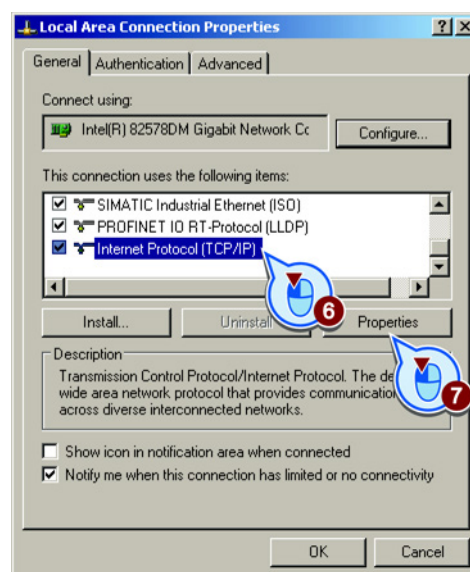 Local Area Connection Properties
General Authentication Advanced
Connect using:
Intel(R) 82578DM Gigabit Network Cc
Configure...
This connection uses the following items:
SIMATIC Industrial Ethernet (ISO)
PROFINET IO RT-Protocol (LLDP)
Internet Protocol (TCP/IP)
6
Install... Uninstall Properties
7
Description
Transmission Control Protocol/Internet Protocol. The
wide area network protocol that provides
across diverse interconnected networks.
Show icon in notification area when connected
Notify me when this connection has limited or no connectivity
OK Cancel